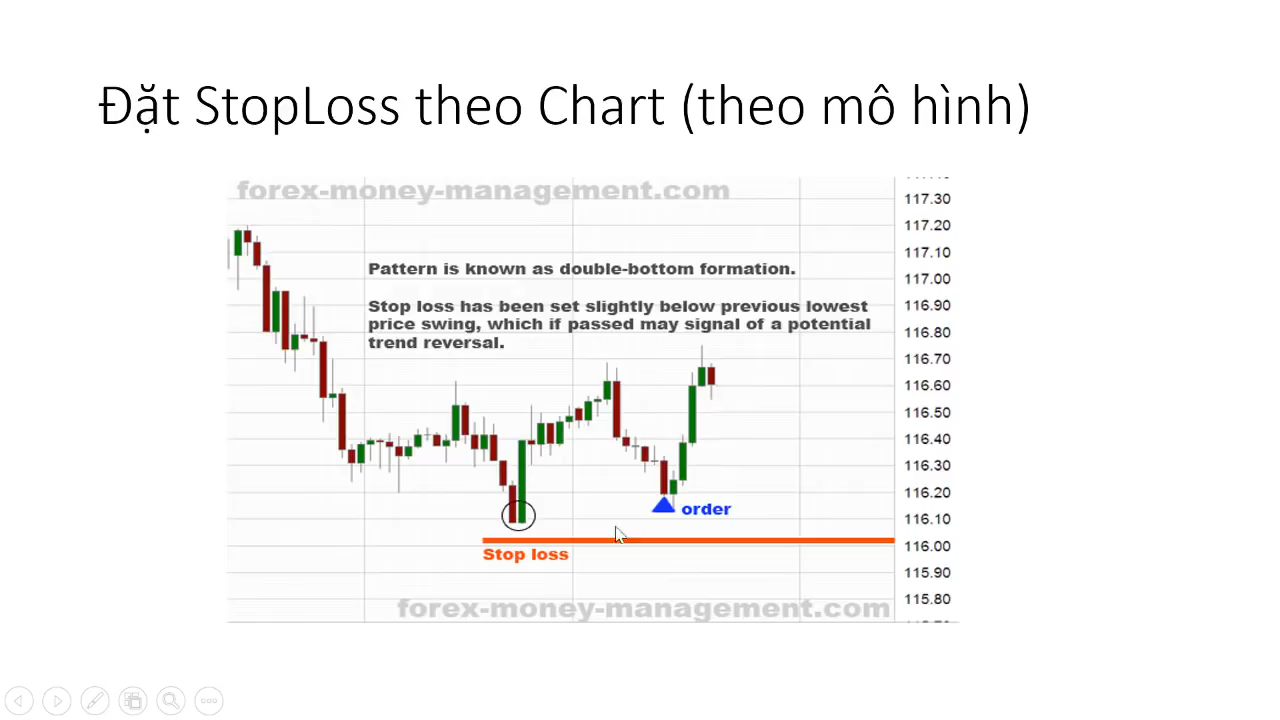 Đặt StopLoss theo Chart (theo mô hình)
forex-money-management.com
Pattern is known as double-bottom formation.
Stop loss has been set slightly below previous lowest
price swing, which if passed may signal of a potential
trend reversal.
117.30
117.20
117.10
117.00
116.90
116.80
116.70
116.60
116.50
116.40
116.30
116.20
116.10
116.00
115.90
115.80
order
Stop loss
forex-money-management.com